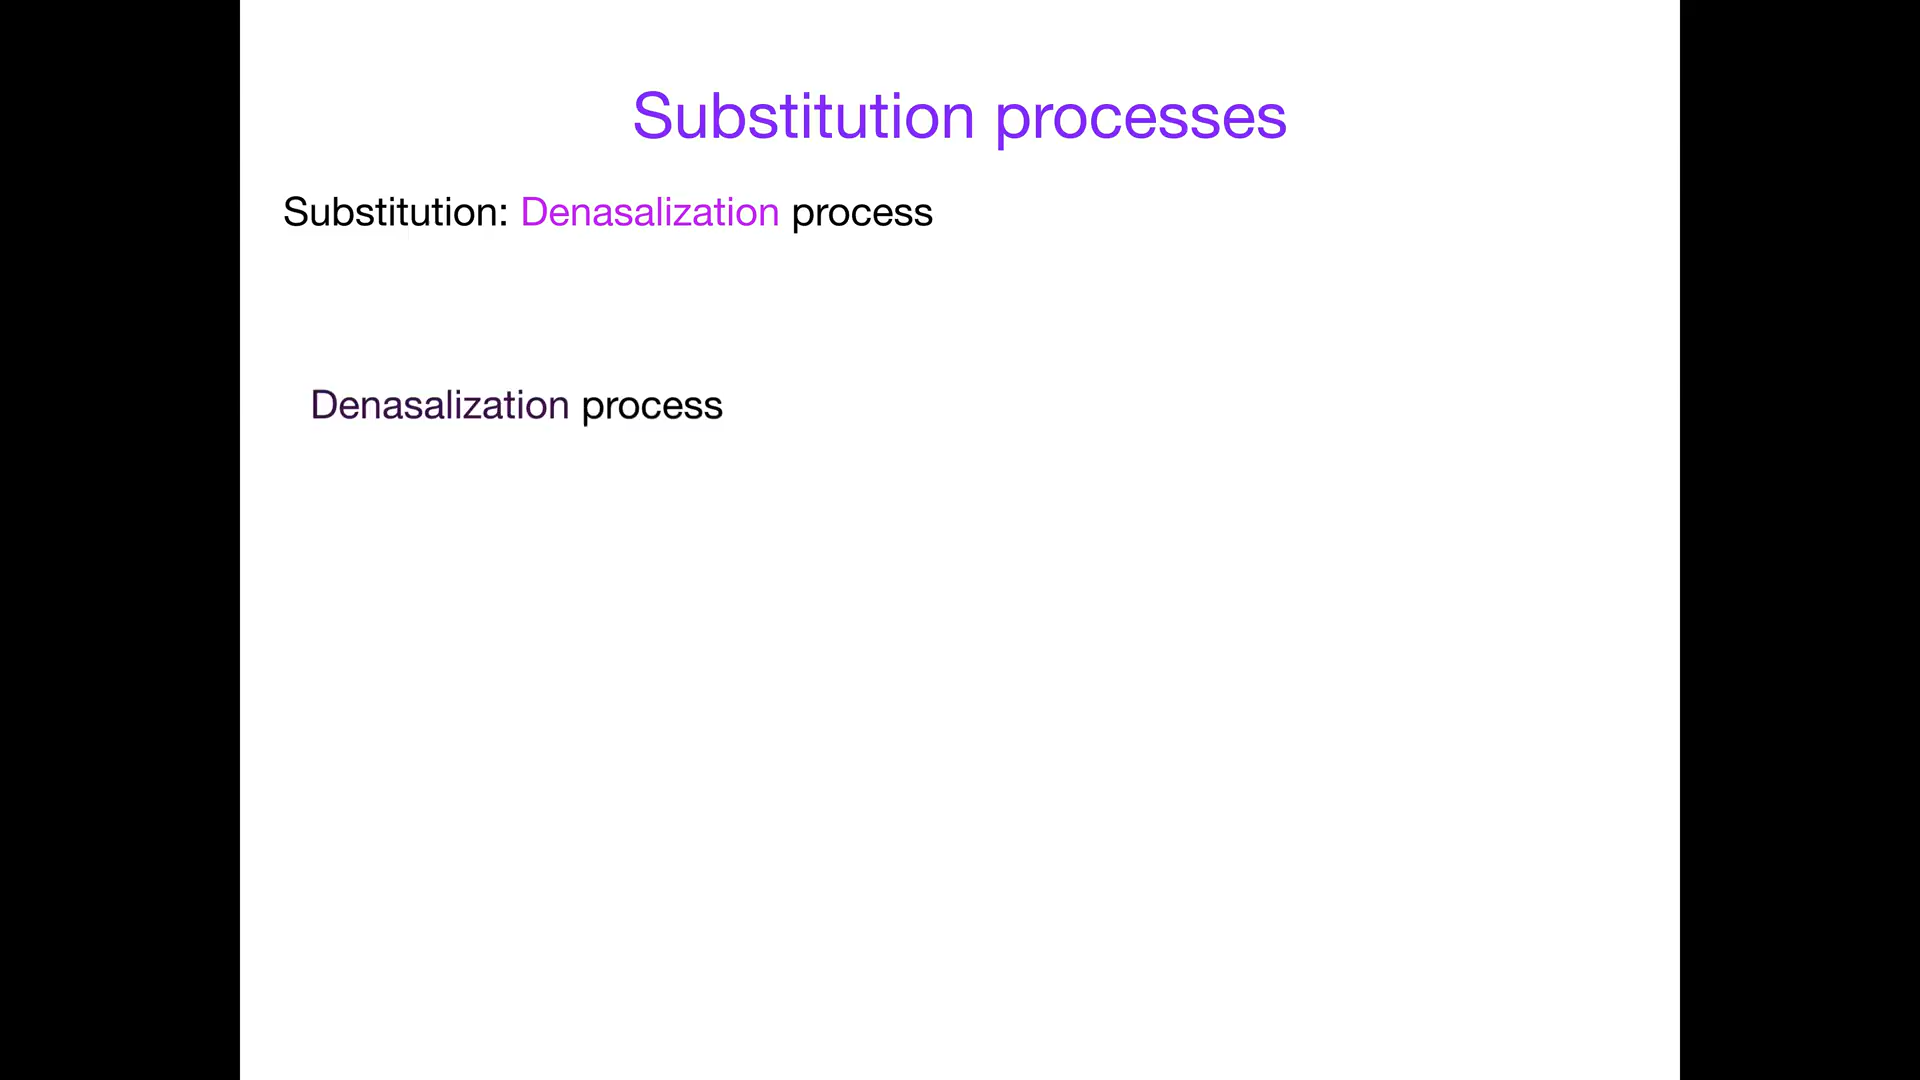 Substitution processes
Substitution: Denasalization process
Denasalization process